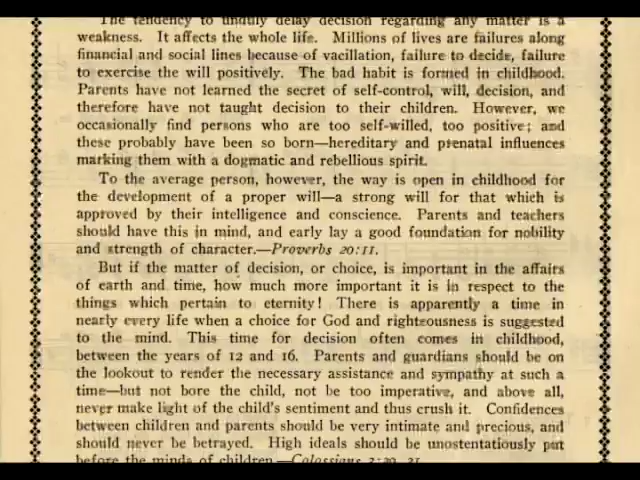 The tendency to unduly delay decision regarding any matter is a
weakness. It affects the whole life. Millions of lives are failures along
financial and social lines because of vacillation, failure to decide, failure
to exercise the will positively. The bad habit is formed in childhood.
Parents have not learned the secret of self-control, will, decision, and
therefore have not taught decision to their children. However, we
occasionally find persons who are too self-willed, too positive; and
these probably have been so born—hereditary and prenatal influences
marking them with a dogmatic and rebellious spirit.
To the average person, however, the way is open in childhood for
the development of a proper will—a strong will for that which is
approved by their intelligence and conscience. Parents and teachers
should have this in mind, and early lay a good foundation for nobility
and strength of character.—Proverbs 20:11.
But if the matter of decision, or choice, is important in the affairs
of earth and time, how much more important it is in respect to the
things which pertain to eternity! There is apparently a time in
nearly every life when a choice for God and righteousness is suggested
to the mind. This time for decision often comes in childhood,
between the years of 12 and 16. Parents and guardians should be on
the lookout to render the necessary assistance and sympathy at such a
time—but not bore the child, not be too imperative, and above all,
never make light of the child's sentiment and thus crush it. Confidences
between children and parents should be very intimate and precious, and
should never be betrayed. High ideals should be unostentatiously put
before the minds of children.—Colossians 3:20, 21